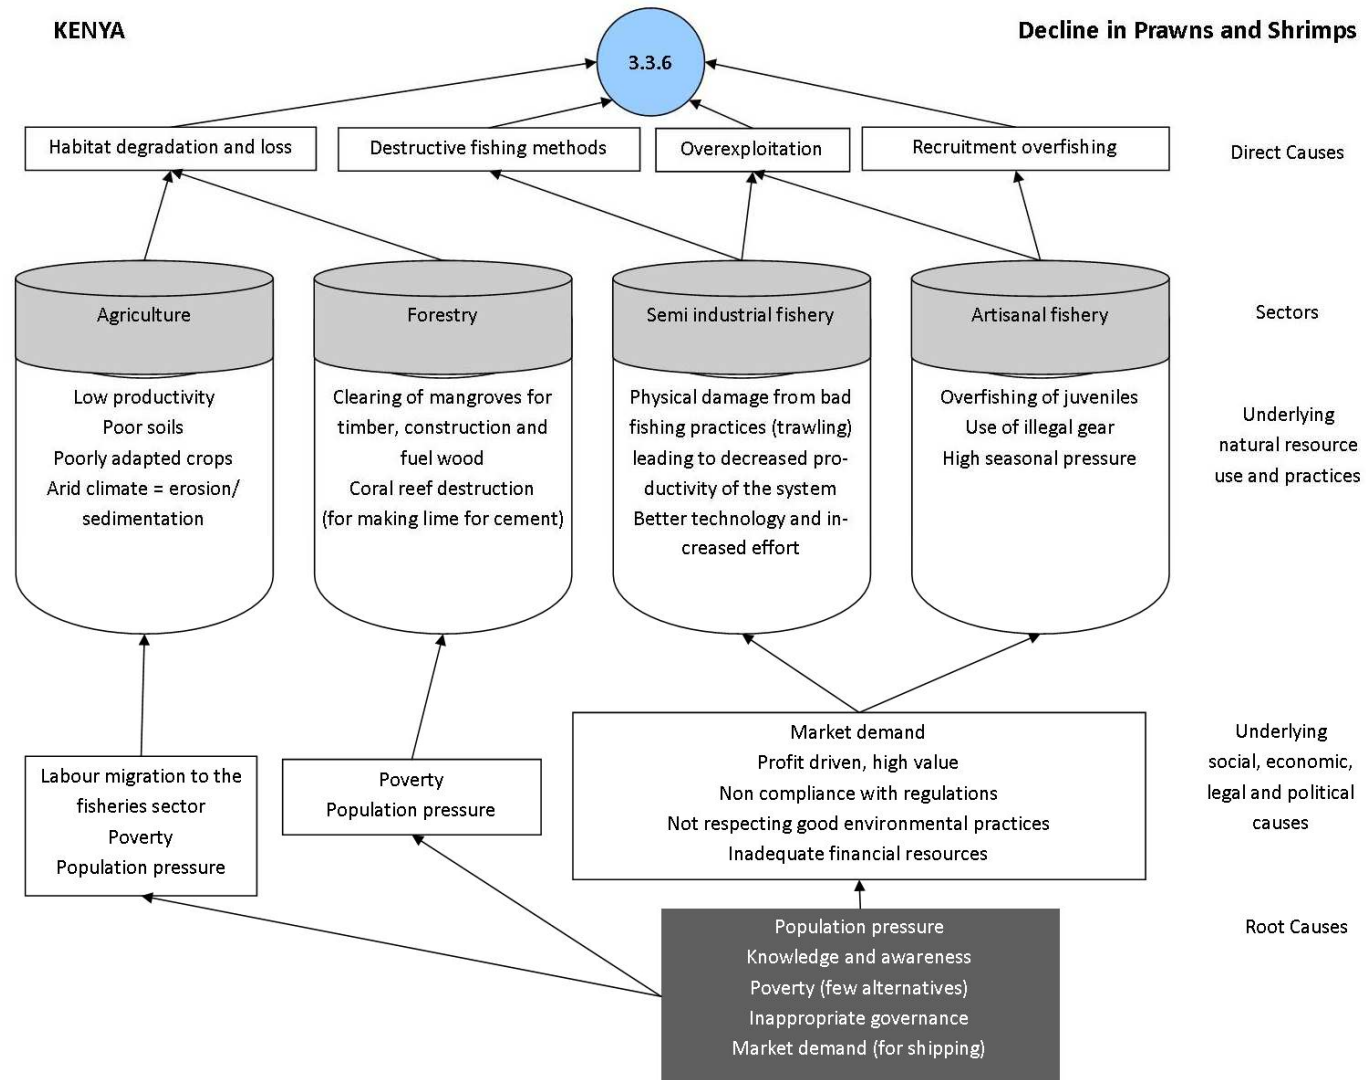 KENYA
Decline in Prawns and Shrimps
3.3.6
Habitat degradation and loss
Destructive fishing methods
Overexploitation
Recruitment overfishing
Direct Causes
Agriculture
Forestry
Semi industrial fishery
Artisanal fishery
Sectors
Low productivity
Poor soils
Poorly adapted crops
Arid climate = erosion/
sedimentation
Clearing of mangroves for
timber, construction and
fuel wood
Coral reef destruction
(for making lime for cement)
Physical damage from bad
fishing practices (trawling)
leading to decreased pro-
ductivity of the system
Better technology and in-
creased effort
Overfishing of juveniles
Use of illegal gear
High seasonal pressure
Underlying
natural resource
use and practices
Labour migration to the
fisheries sector
Poverty
Population pressure
Poverty
Population pressure
Market demand
Profit driven, high value
Non compliance with regulations
Not respecting good environmental practices
Inadequate financial resources
Underlying
social, economic,
legal and political
causes
Population pressure
Knowledge and awareness
Poverty (few alternatives)
Inappropriate governance
Market demand (for shipping)
Root Causes